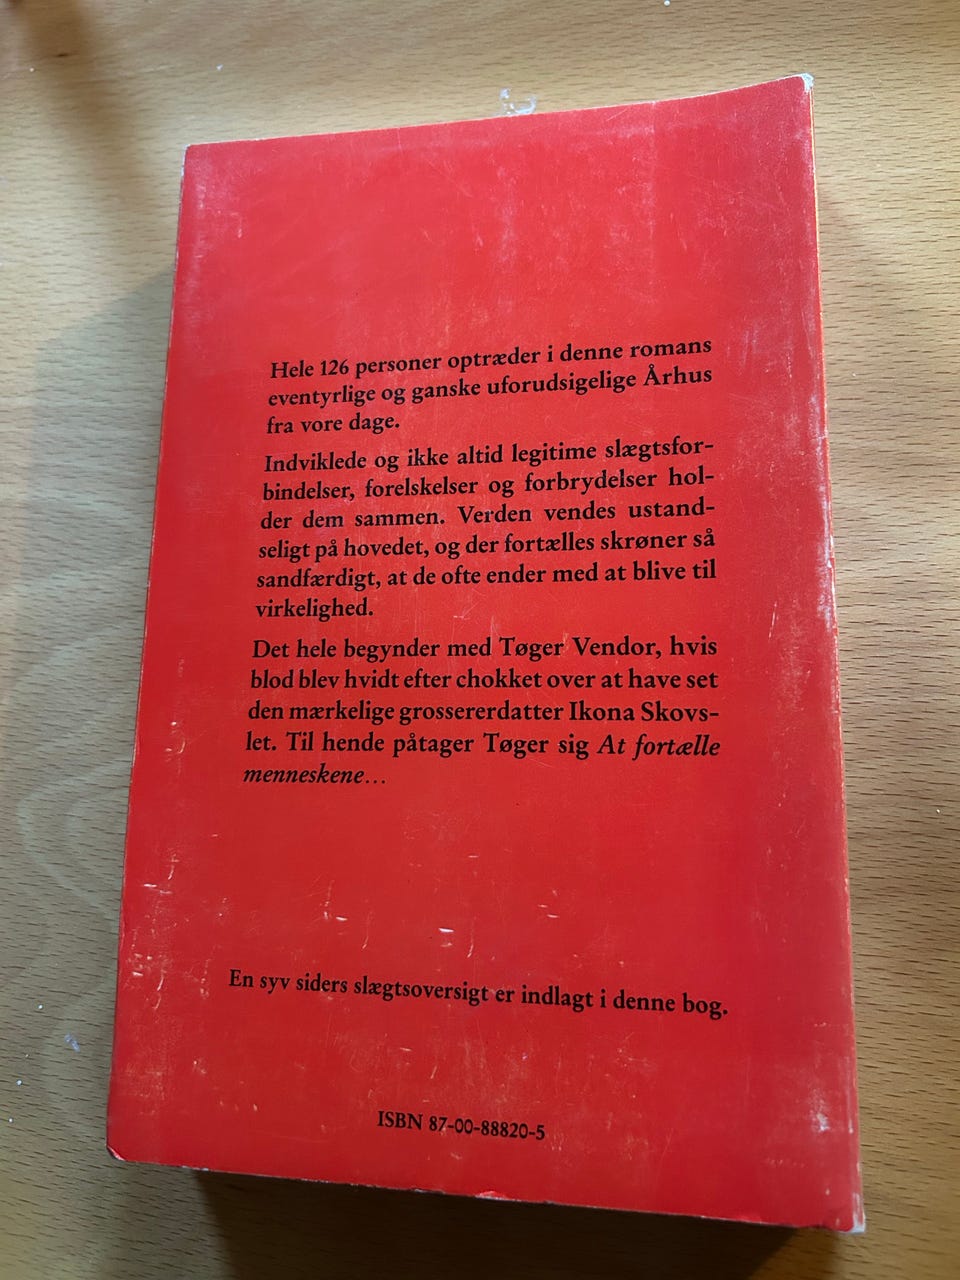 Hele 126 personer optræder i denne romans
eventyrlige og ganske uforudsigelige Århus
fra vore dage.
Indviklede og ikke altid legitime slægtsfor-
bindelser, forelskelser og forbrydelser hol-
der dem sammen. Verden vendes ustand-
seligt på hovedet, og der fortælles skrøner så
sandfærdigt, at de ofte ender med at blive til
virkelighed.
Det hele begynder med Tøger Vendor, hvis
blod blev hvidt efter chokket over at have set
den mærkelige grossererdatter Ikona Skovs-
let. Til hende påtager Tøger sig At fortælle
menneskene...
En syv siders slægtsoversigt er indlagt i denne bog.
ISBN 87-00-88820-5